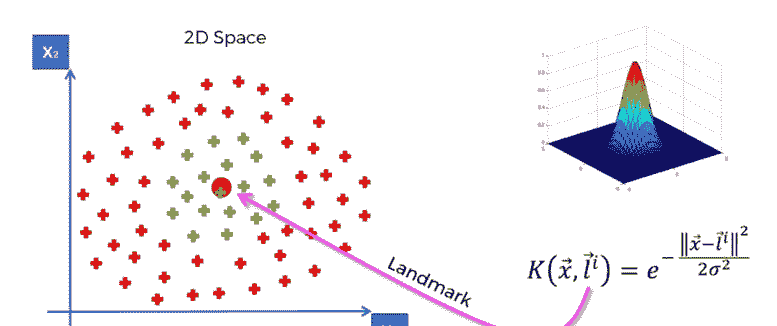 2D Space
X₂
Landmark
K(x⃗, l⃗ⁱ) = e^(-‖x⃗-l⃗ⁱ‖²/2σ²)